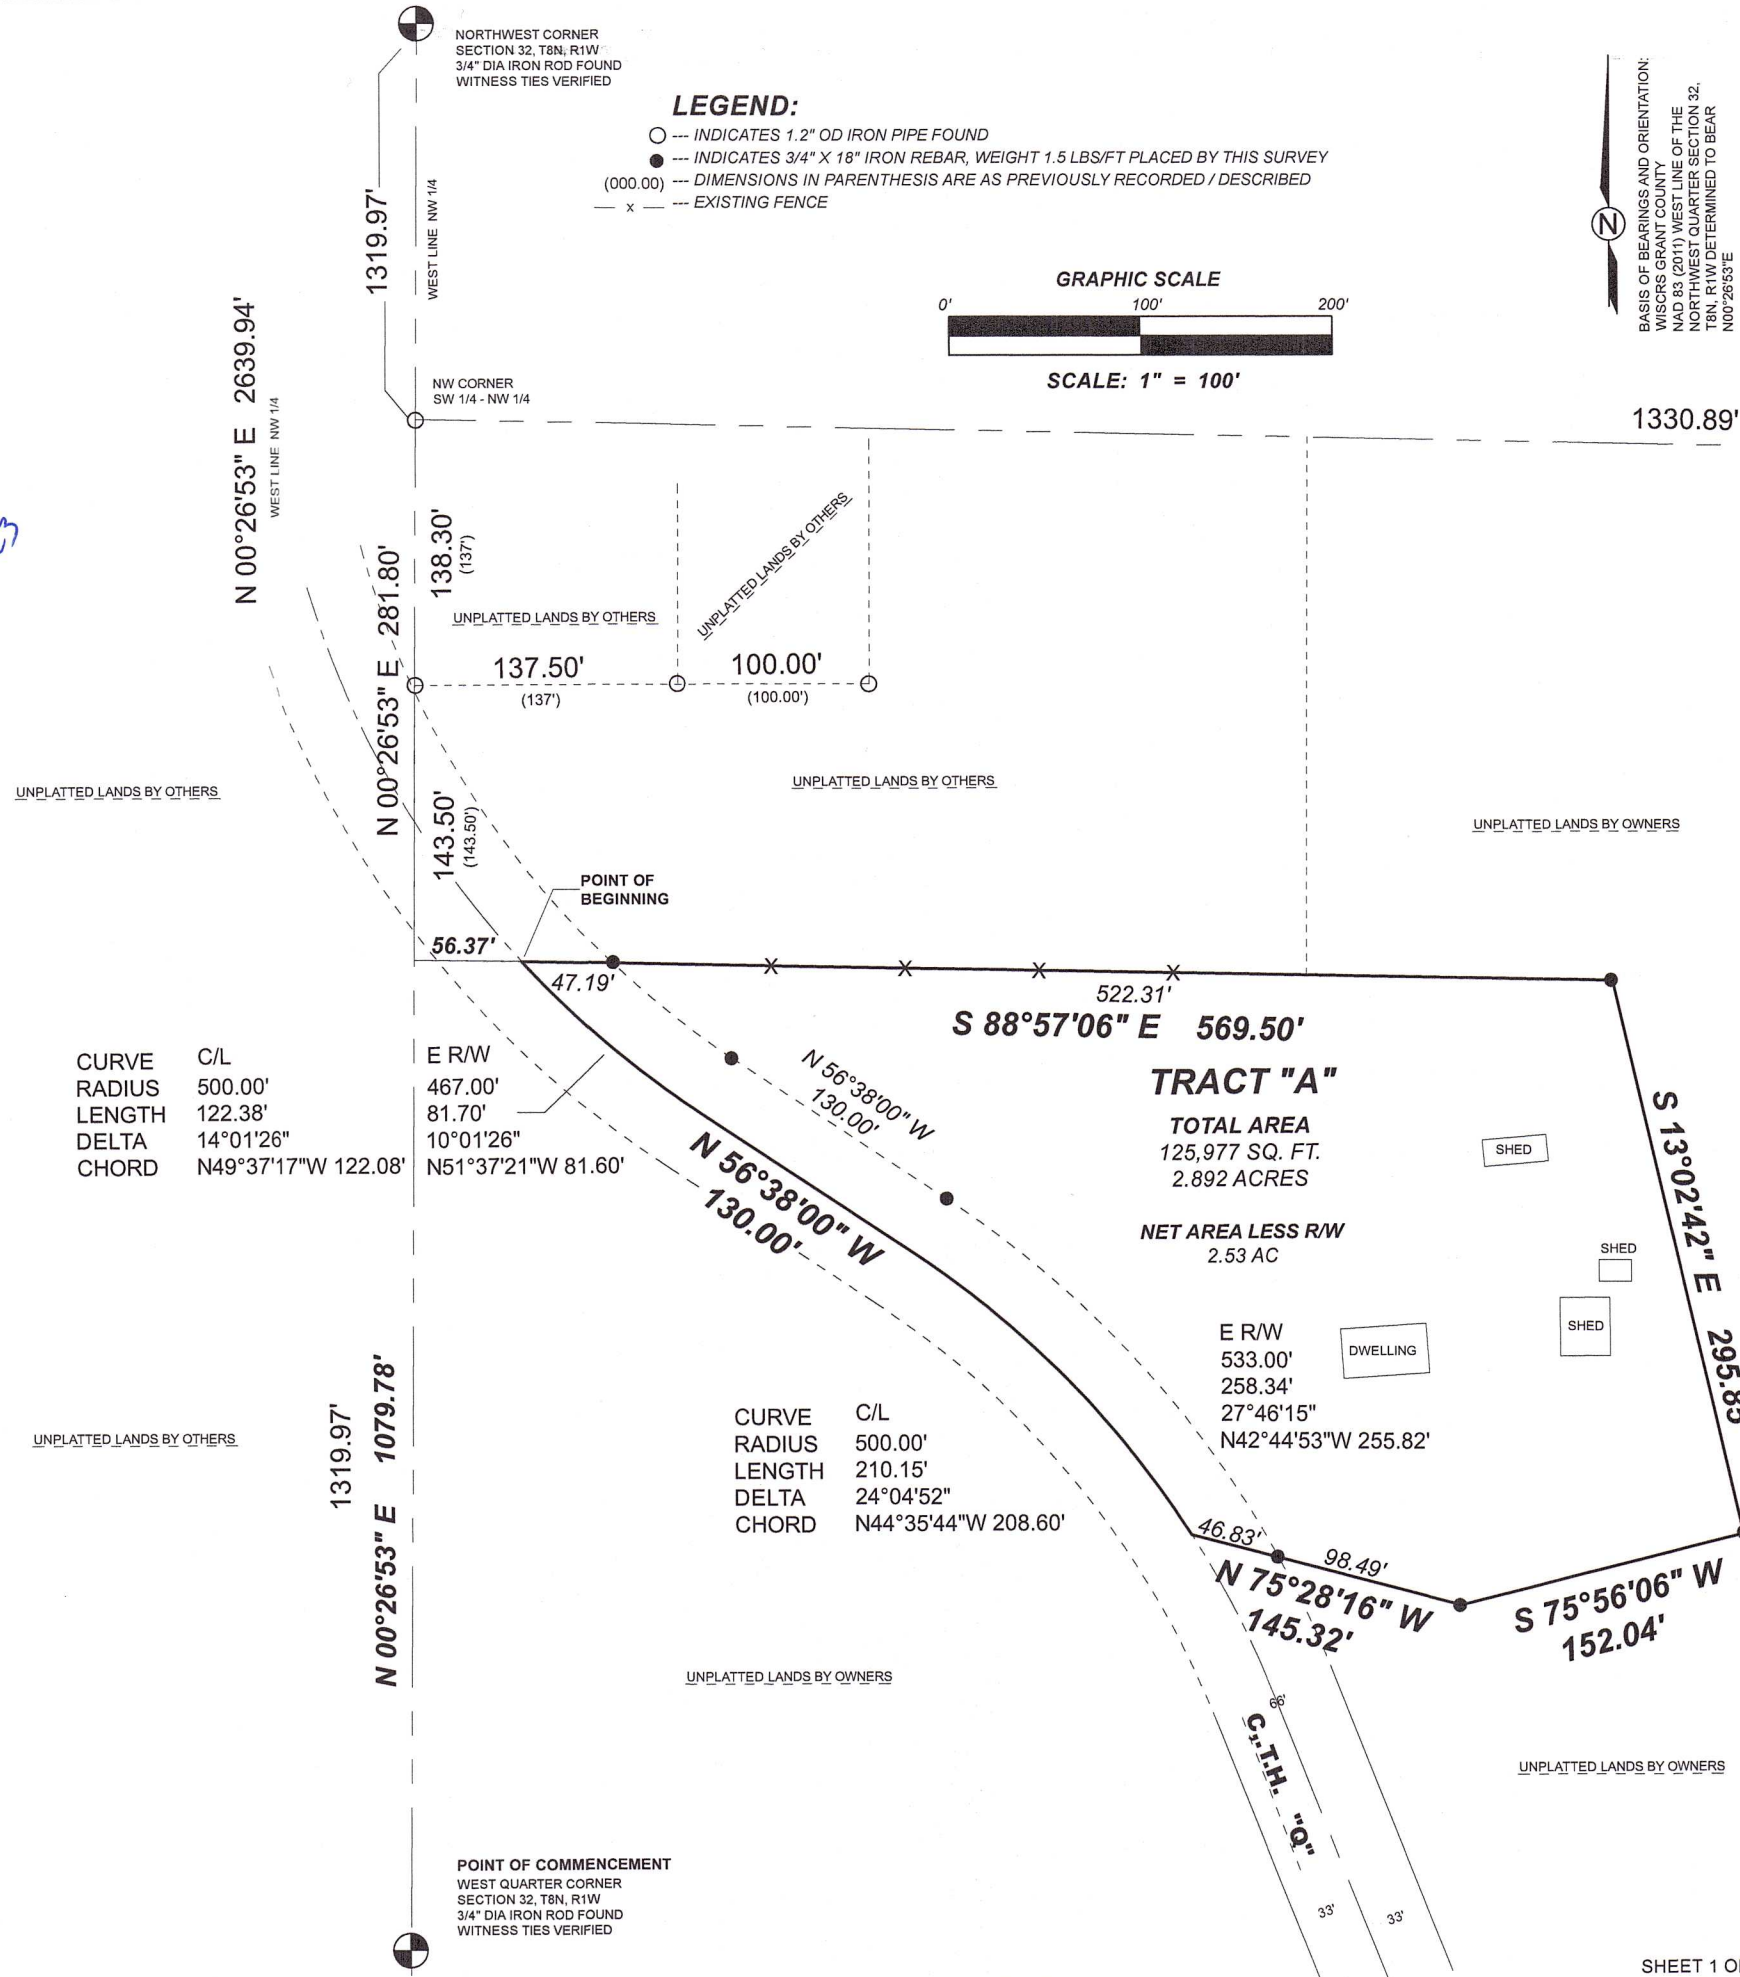 NORTHWEST CORNER
SECTION 32, T8N, R1W
3/4" DIA IRON ROD FOUND
WITNESS TIES VERIFIED
LEGEND:
--- INDICATES 1.2" OD IRON PIPE FOUND
--- INDICATES 3/4" X 18" IRON REBAR, WEIGHT 1.5 LBS/FT PLACED BY THIS SURVEY
(000.00) --- DIMENSIONS IN PARENTHESIS ARE AS PREVIOUSLY RECORDED / DESCRIBED
x --- EXISTING FENCE
BASIS OF BEARINGS AND ORIENTATION:
WISCRS GRANT COUNTY
NAD 83 (2011) WEST LINE OF THE
NORTHWEST QUARTER SECTION 32,
T8N, R1W DETERMINED TO BEAR
N00°26'53"E
N
GRAPHIC SCALE
0' 100' 200'
SCALE: 1" = 100'
1319.97'
WEST LINE NW 1/4
N 00°26'53" E 2639.94'
WEST LINE NW 1/4
NW CORNER
SW 1/4 - NW 1/4
1330.89'
138.30'
(137')
N 00°26'53" E 281.80'
UNPLATTED LANDS BY OTHERS
UNPLATTED LANDS BY OTHERS
137.50'
(137')
100.00'
(100.00')
UNPLATTED LANDS BY OTHERS
UNPLATTED LANDS BY OTHERS
UNPLATTED LANDS BY OWNERS
143.50'
(143.50')
POINT OF
BEGINNING
56.37'
47.19'
522.31'
S 88°57'06" E 569.50'
TRACT "A"
TOTAL AREA
125,977 SQ. FT.
2.892 ACRES
NET AREA LESS R/W
2.53 AC
CURVE C/L E R/W
RADIUS 500.00' 467.00'
LENGTH 122.38' 81.70'
DELTA 14°01'26" 10°01'26"
CHORD N49°37'17"W 122.08' N51°37'21"W 81.60'
N 56°38'00" W
130.00'
N 56°38'00" W
130.00'
SHED
S 13°02'42" E 295.85
SHED
SHED
DWELLING
E R/W
533.00'
258.34'
27°46'15"
N42°44'53"W 255.82'
CURVE C/L
RADIUS 500.00'
LENGTH 210.15'
DELTA 24°04'52"
CHORD N44°35'44"W 208.60'
UNPLATTED LANDS BY OTHERS
1319.97'
N 00°26'53" E 1079.78'
46.83'
98.49'
N 75°28'16" W
145.32'
S 75°56'06" W
152.04'
UNPLATTED LANDS BY OWNERS
66'
C,.T.H. "Q"
UNPLATTED LANDS BY OWNERS
33'
33'
POINT OF COMMENCEMENT
WEST QUARTER CORNER
SECTION 32, T8N, R1W
3/4" DIA IRON ROD FOUND
WITNESS TIES VERIFIED
SHEET 1